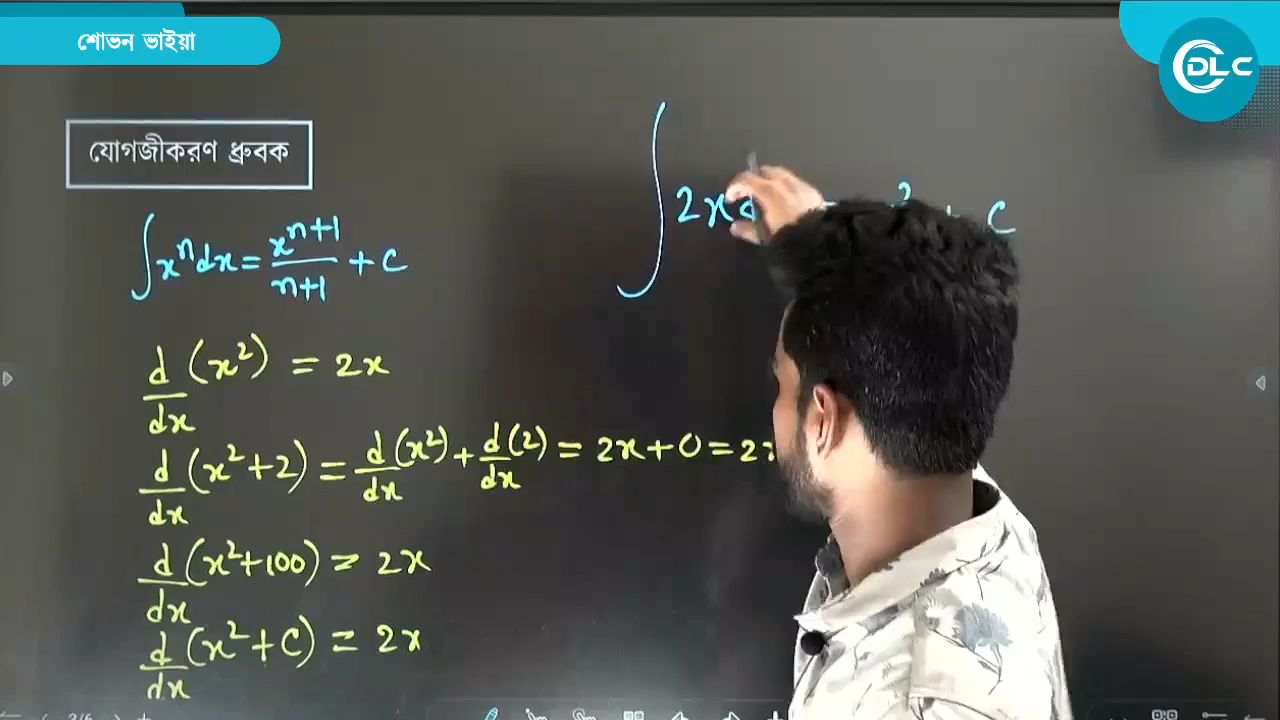 শোভন ভাইয়া
DLC
যোগজীকরণ ধ্রুবক
∫xⁿdx = xⁿ⁺¹/n+1 + c
∫2x = ² + c
d/dx (x²) = 2x
d/dx (x²+2) = d/dx (x²) + d/dx (2) = 2x+0 = 2x
d/dx (x²+100) = 2x
d/dx (x²+c) = 2x